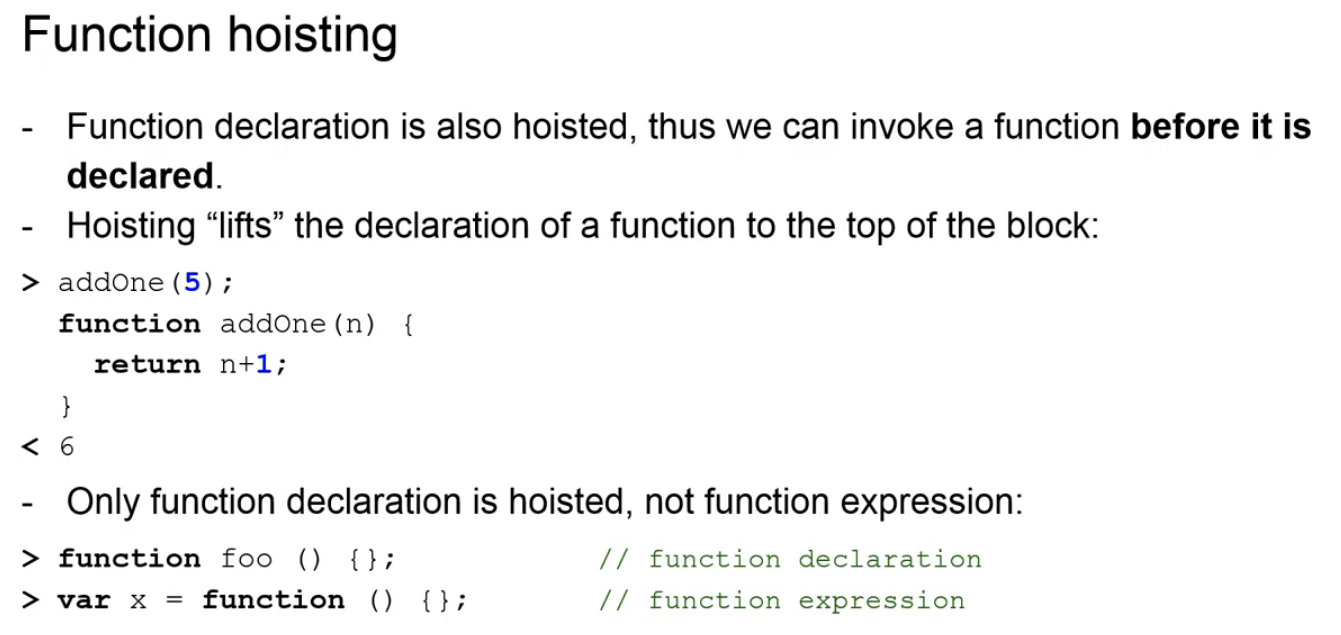 Function hoisting
- Function declaration is also hoisted, thus we can invoke a function before it is
declared.
- Hoisting “lifts” the declaration of a function to the top of the block:
> addOne(5);
function addOne(n) {
return n+1;
}
< 6
- Only function declaration is hoisted, not function expression:
> function foo () {}; // function declaration
> var x = function () {}; // function expression